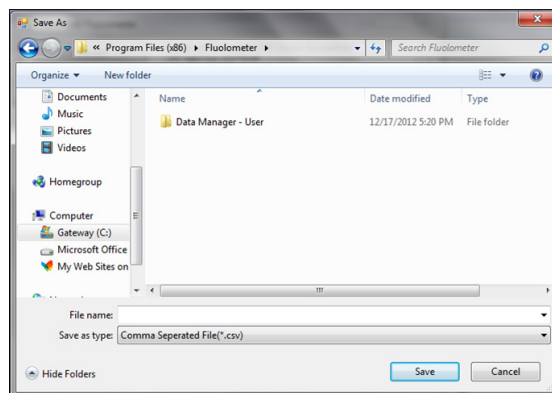 Save As
« Program Files (x86) ▸ Fluolometer ▸
Search Fluolometer
Organize ▾ New folder
Documents
Music
Pictures
Videos
Homegroup
Computer
Gateway (C:)
Microsoft Office
My Web Sites on
Name Date modified Type
Data Manager - User 12/17/2012 5:20 PM File folder
File name:
Save as type: Comma Seperated File(*.csv)
Hide Folders Save Cancel